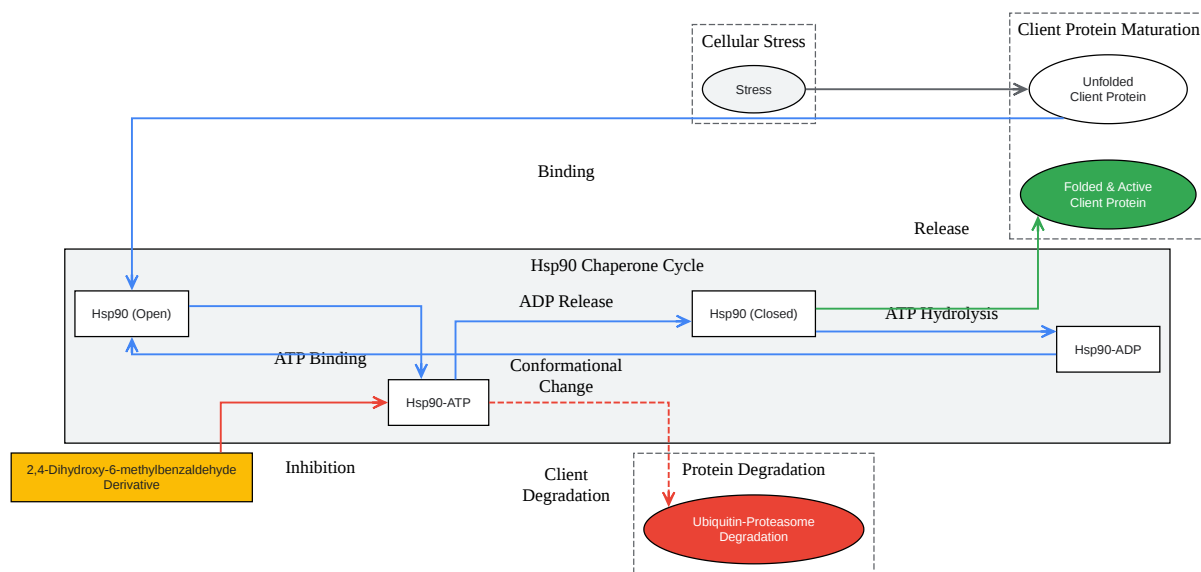 Client Protein Maturation
Cellular Stress
Unfolded
Client Protein
Stress
Binding
Folded & Active
Client Protein
Release
Hsp90 Chaperone Cycle
ADP Release
Hsp90 (Open)
Hsp90 (Closed)
ATP Hydrolysis
Hsp90-ADP
ATP Binding
Conformational
Change
Hsp90-ATP
2,4-Dihydroxy-6-methylbenzaldehyde
Derivative
Inhibition
Client
Degradation
Protein Degradation
Ubiquitin-Proteasome
Degradation